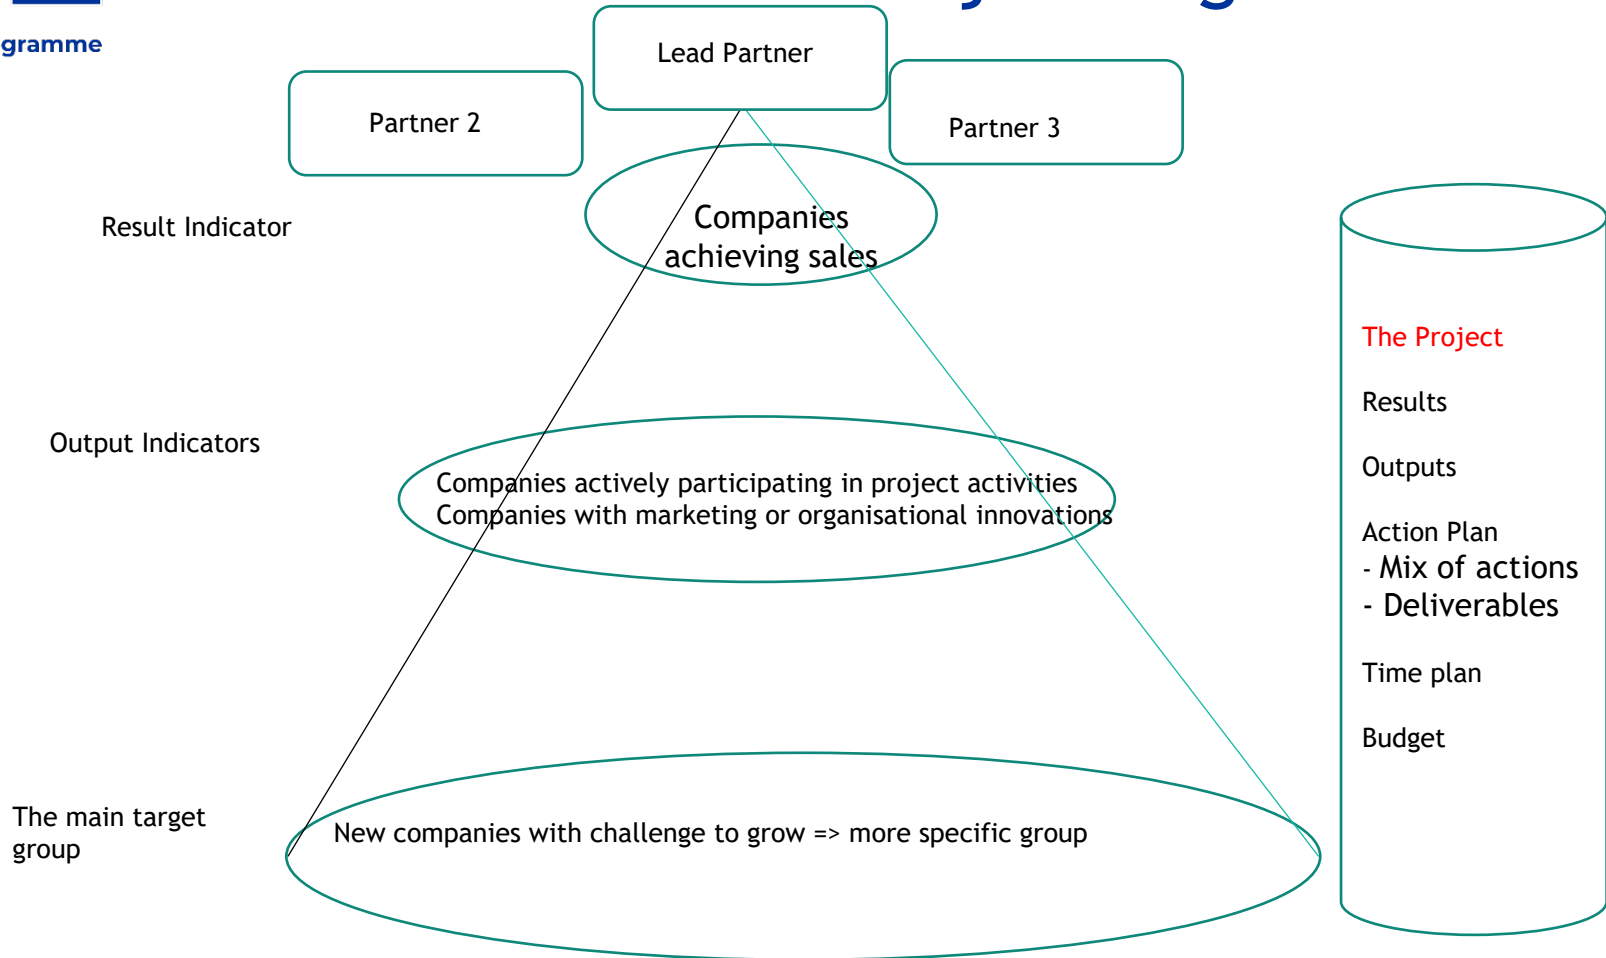 gramme
Lead Partner
Partner 2
Partner 3
Result Indicator
Companies
achieving sales
Output Indicators
Companies actively participating in project activities
Companies with marketing or organisational innovations
The main target
group
New companies with challenge to grow => more specific group
The Project
Results
Outputs
Action Plan
- Mix of actions
- Deliverables
Time plan
Budget